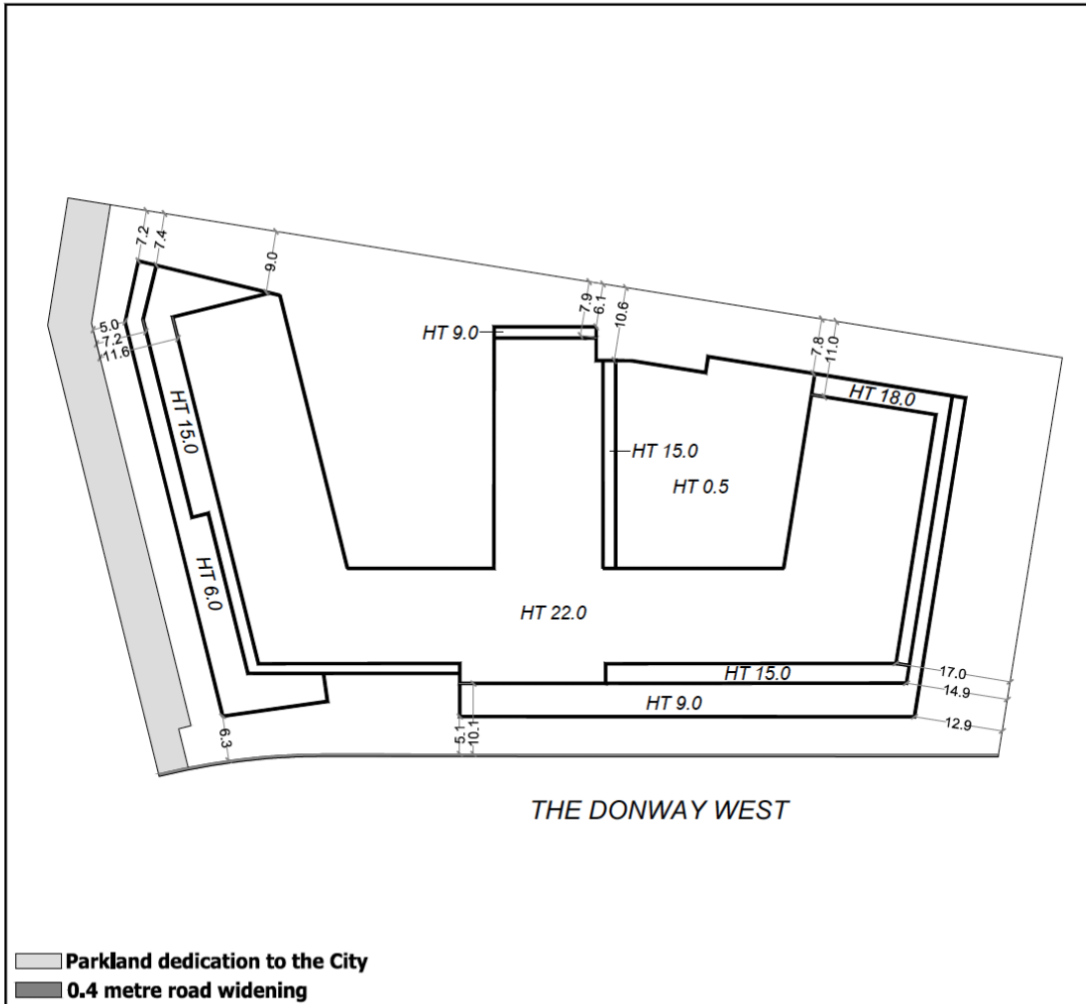 7.2
7.4
9.0
7.9
6.1
10.6
7.8
11.0
5.0
7.2
11.6
HT 9.0
HT 18.0
HT 15.0
HT 15.0
HT 0.5
HT 6.0
HT 22.0
HT 15.0
17.0
HT 9.0
14.9
12.9
6.3
5.1
10.1
THE DONWAY WEST
Parkland dedication to the City
0.4 metre road widening